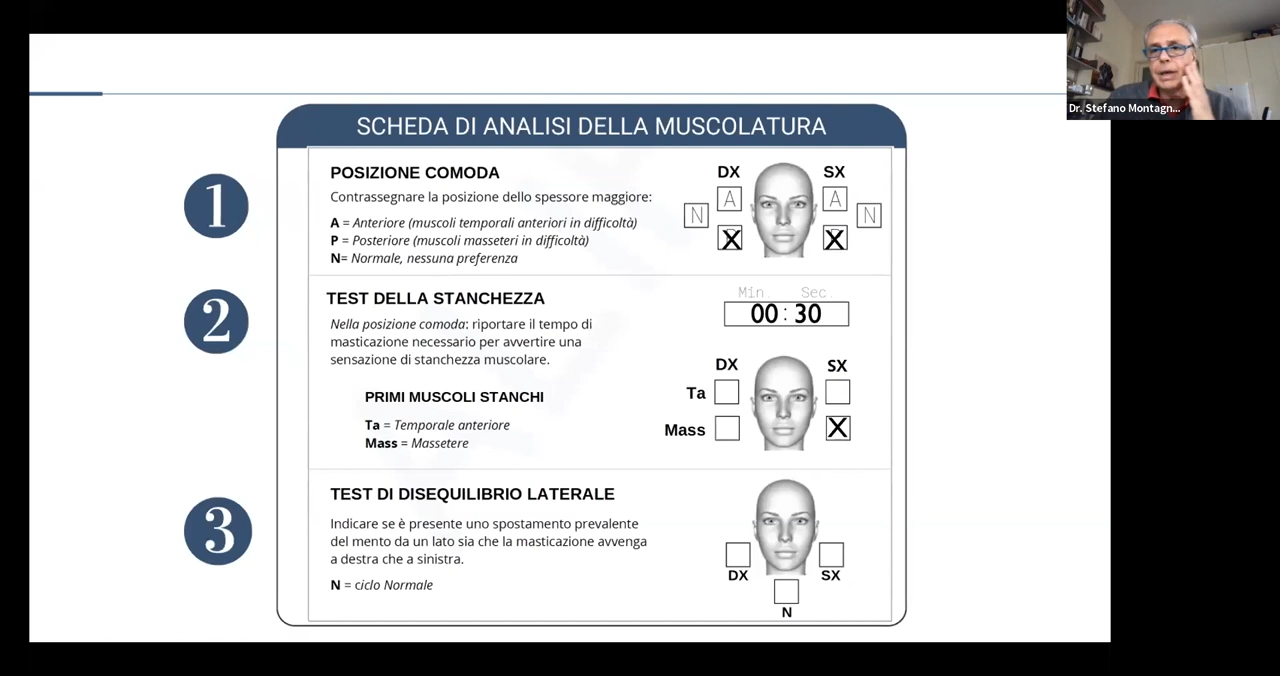 Dr. Stefano Montagn...
SCHEDA DI ANALISI DELLA MUSCOLATURA
1
POSIZIONE COMODA
Contrassegnare la posizione dello spessore maggiore:
A = Anteriore (muscoli temporali anteriori in difficoltà)
P = Posteriore (muscoli masseteri in difficoltà)
N= Normale, nessuna preferenza
DX SX
A A
N N
X X
2
TEST DELLA STANCHEZZA
Nella posizione comoda: riportare il tempo di
masticazione necessario per avvertire una
sensazione di stanchezza muscolare.
PRIMI MUSCOLI STANCHI
Ta = Temporale anteriore
Mass = Massetere
Min. Sec.
00 : 30
DX SX
Ta
Mass X
3
TEST DI DISEQUILIBRIO LATERALE
Indicare se è presente uno spostamento prevalente
del mento da un lato sia che la masticazione avvenga
a destra che a sinistra.
N = ciclo Normale
DX SX
N